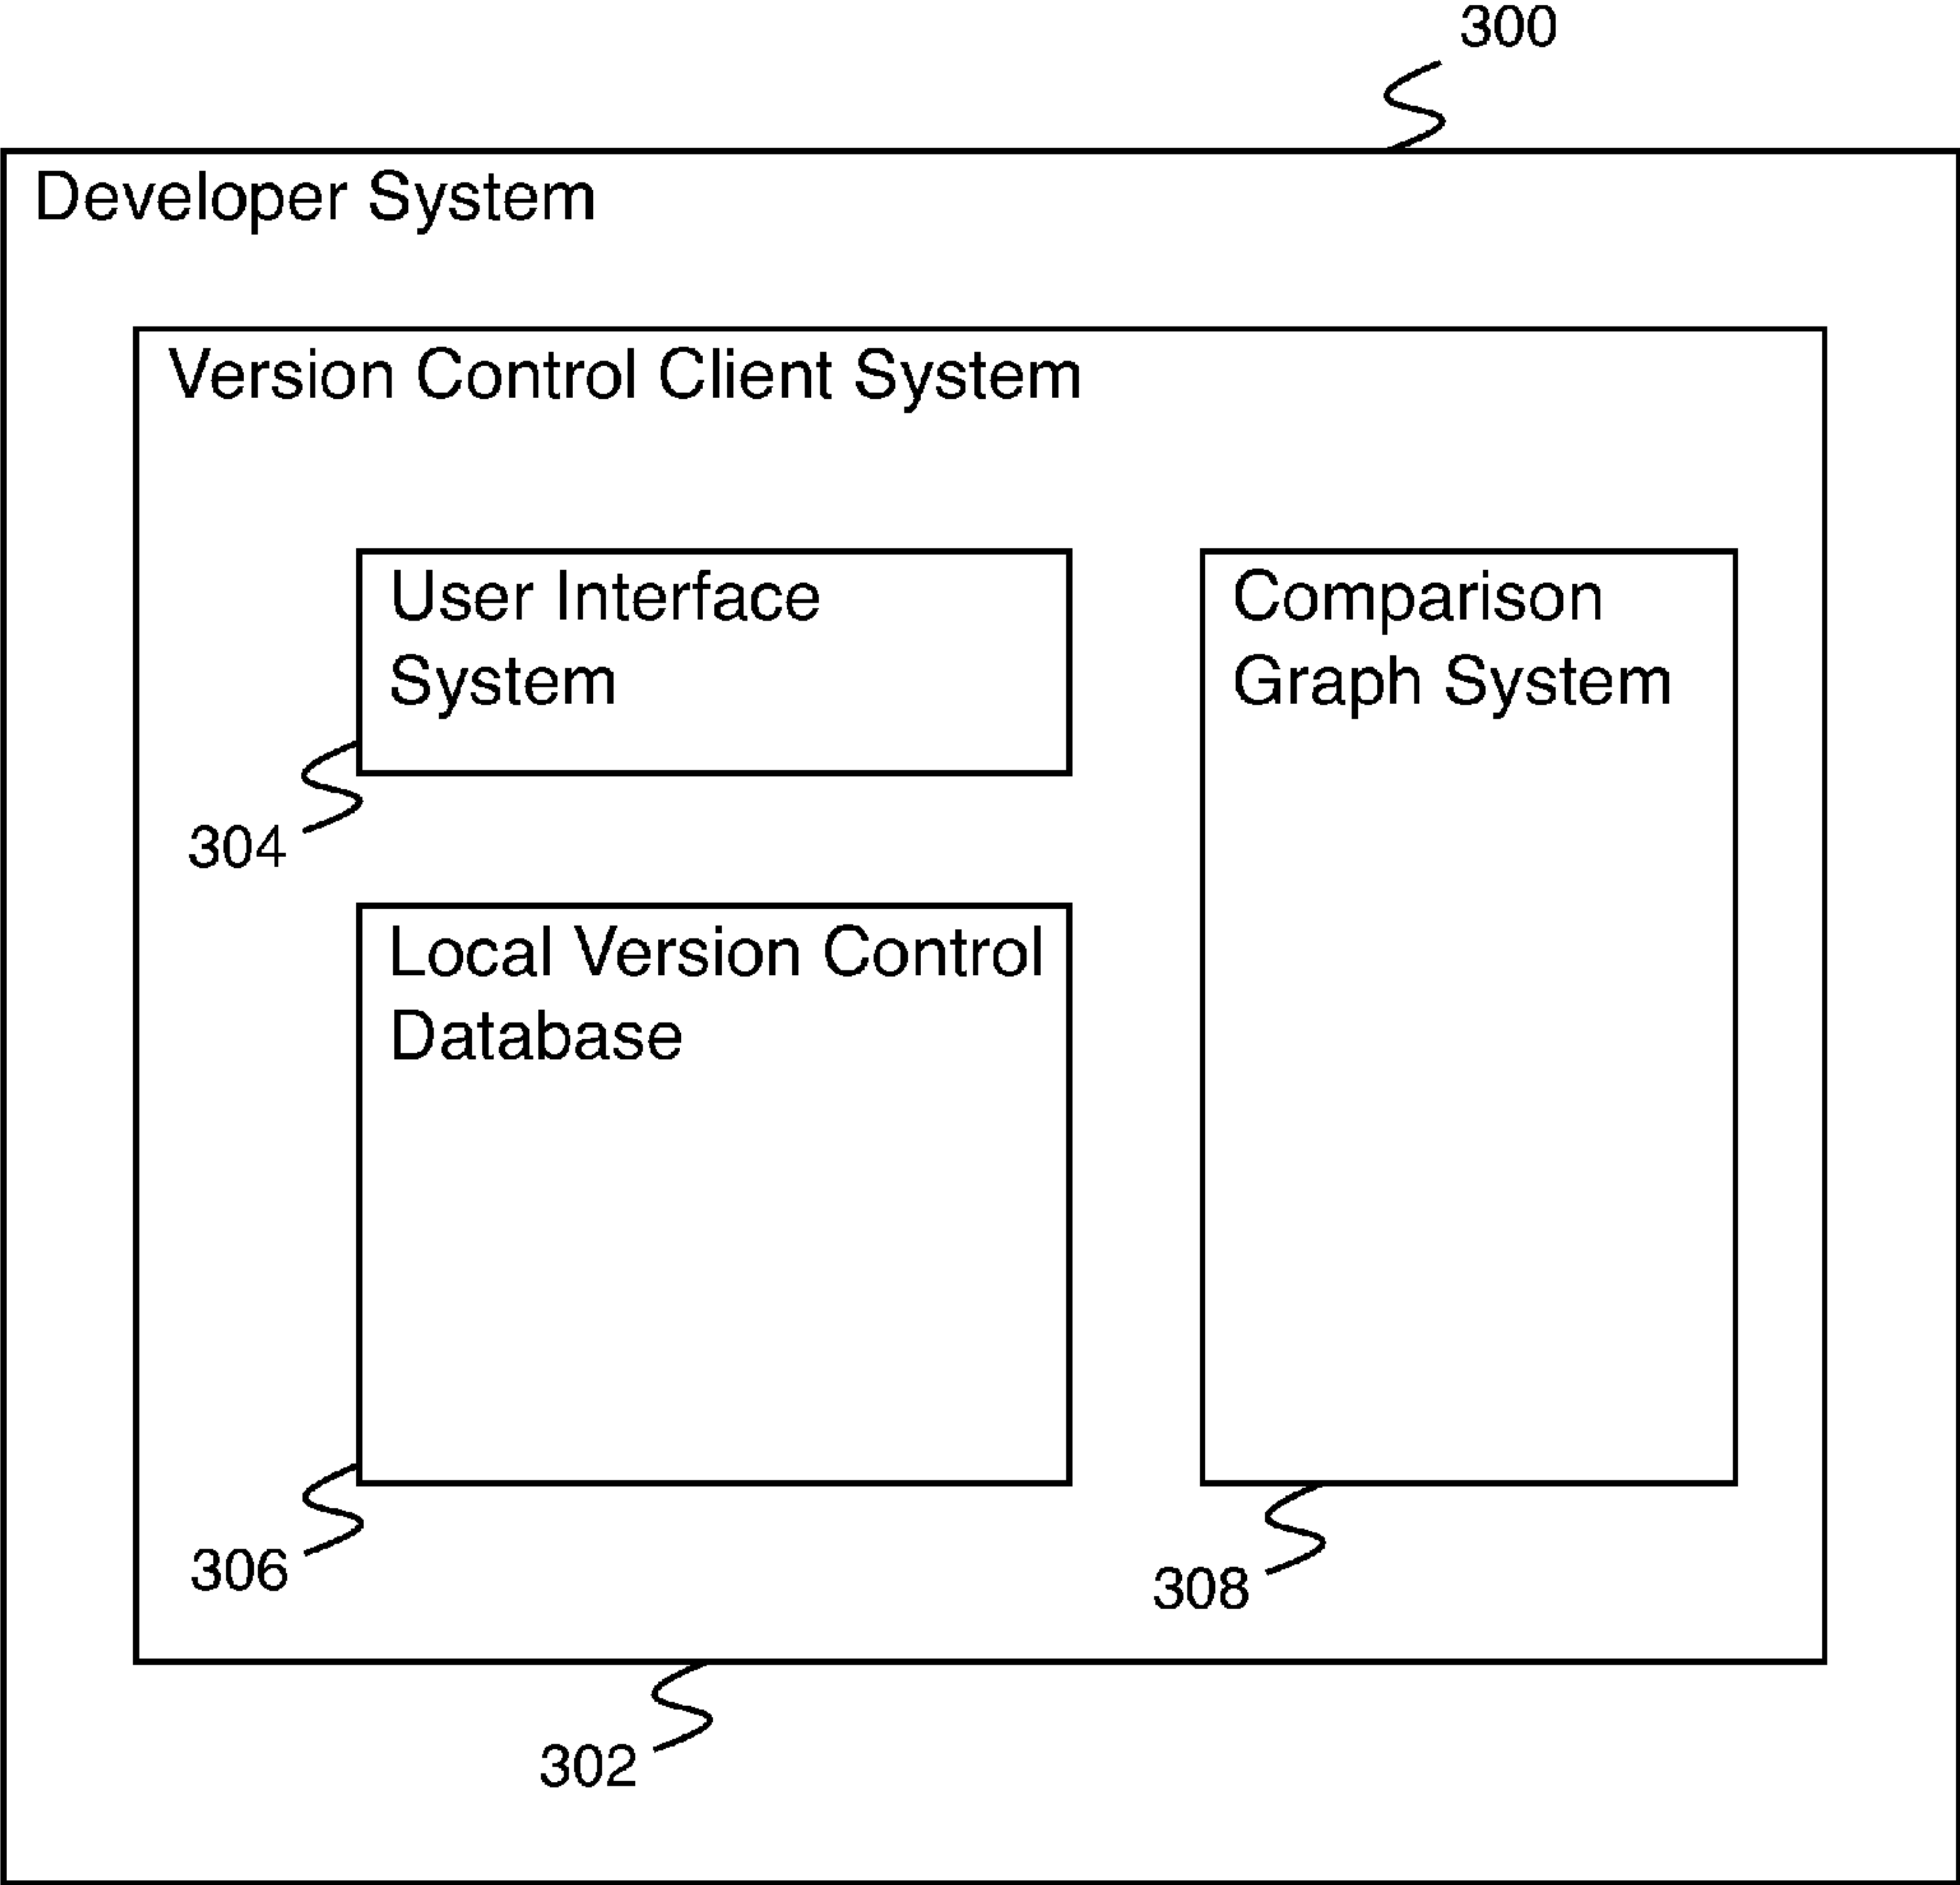 300
Developer System
Version Control Client System
User Interface
System
Comparison
Graph System
304
Local Version Control
Database
306
308
302